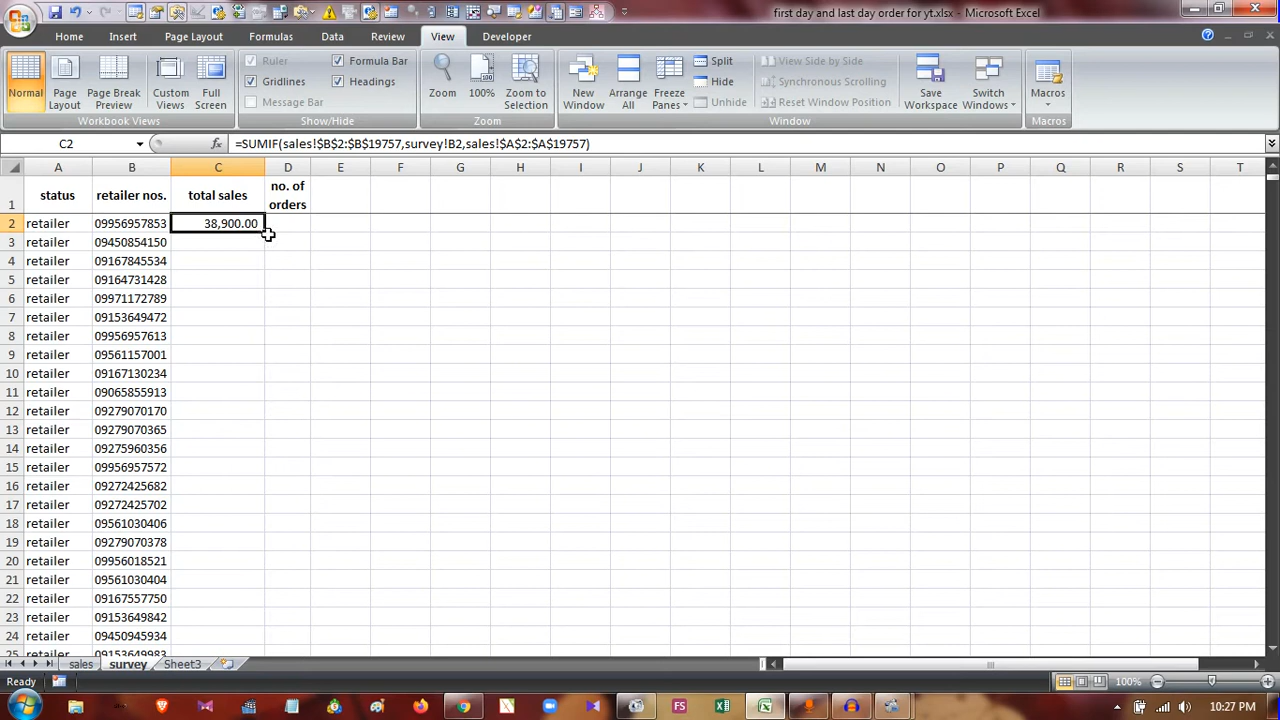 first day and last day order for yt.xlsx - Microsoft Excel
Home Insert Page Layout Formulas Data Review View Developer
Normal
Page Layout
Page Break Preview
Custom Views
Full Screen
Workbook Views
Ruler
Formula Bar
Gridlines
Headings
Message Bar
Show/Hide
Zoom
100%
Zoom to Selection
Zoom
New Window
Arrange All
Freeze Panes
Split
Hide
Unhide
View Side by Side
Synchronous Scrolling
Reset Window Position
Window
Save Workspace
Switch Windows
Macros
Macros
C2 fx =SUMIF(sales!$B$2:$B$19757,survey!B2,sales!$A$2:$A$19757)
A B C D E F G H I J K L M N O P Q R S T
1 status retailer nos. total sales no. of orders
2 retailer 09956957853 38,900.00
3 retailer 09450854150
4 retailer 09167845534
5 retailer 09164731428
6 retailer 09971172789
7 retailer 09153649472
8 retailer 09956957613
9 retailer 09561157001
10 retailer 09167130234
11 retailer 09065855913
12 retailer 09279070170
13 retailer 09279070365
14 retailer 09275960356
15 retailer 09956957572
16 retailer 09272425682
17 retailer 09272425702
18 retailer 09561030406
19 retailer 09279070378
20 retailer 09956018521
21 retailer 09561030404
22 retailer 09167557750
23 retailer 09153649842
24 retailer 09450945934
25 retailer 09153649983
sales survey Sheet3
Ready 100%
FS 10:27 PM